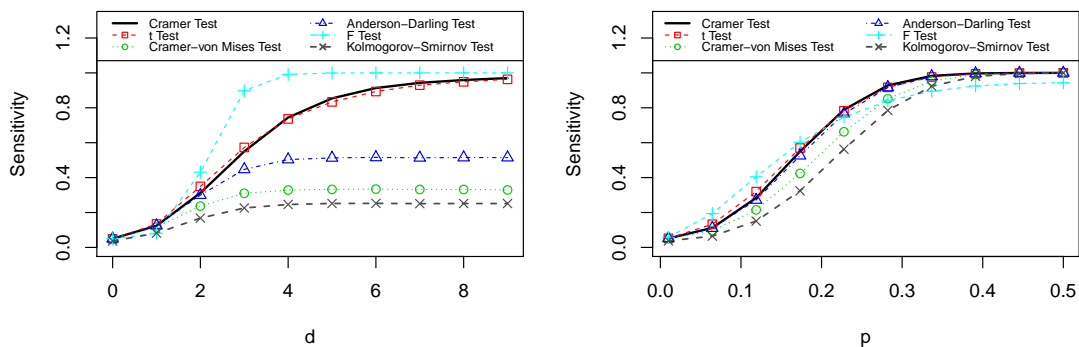 Cramer Test
t Test
Cramer-von Mises Test
Anderson-Darling Test
F Test
Kolmogorov-Smirnov Test
Sensitivity
0.0 0.4 0.8 1.2
0 2 4 6 8
d
Cramer Test
t Test
Cramer-von Mises Test
Anderson-Darling Test
F Test
Kolmogorov-Smirnov Test
Sensitivity
0.0 0.4 0.8 1.2
0.0 0.1 0.2 0.3 0.4 0.5
p